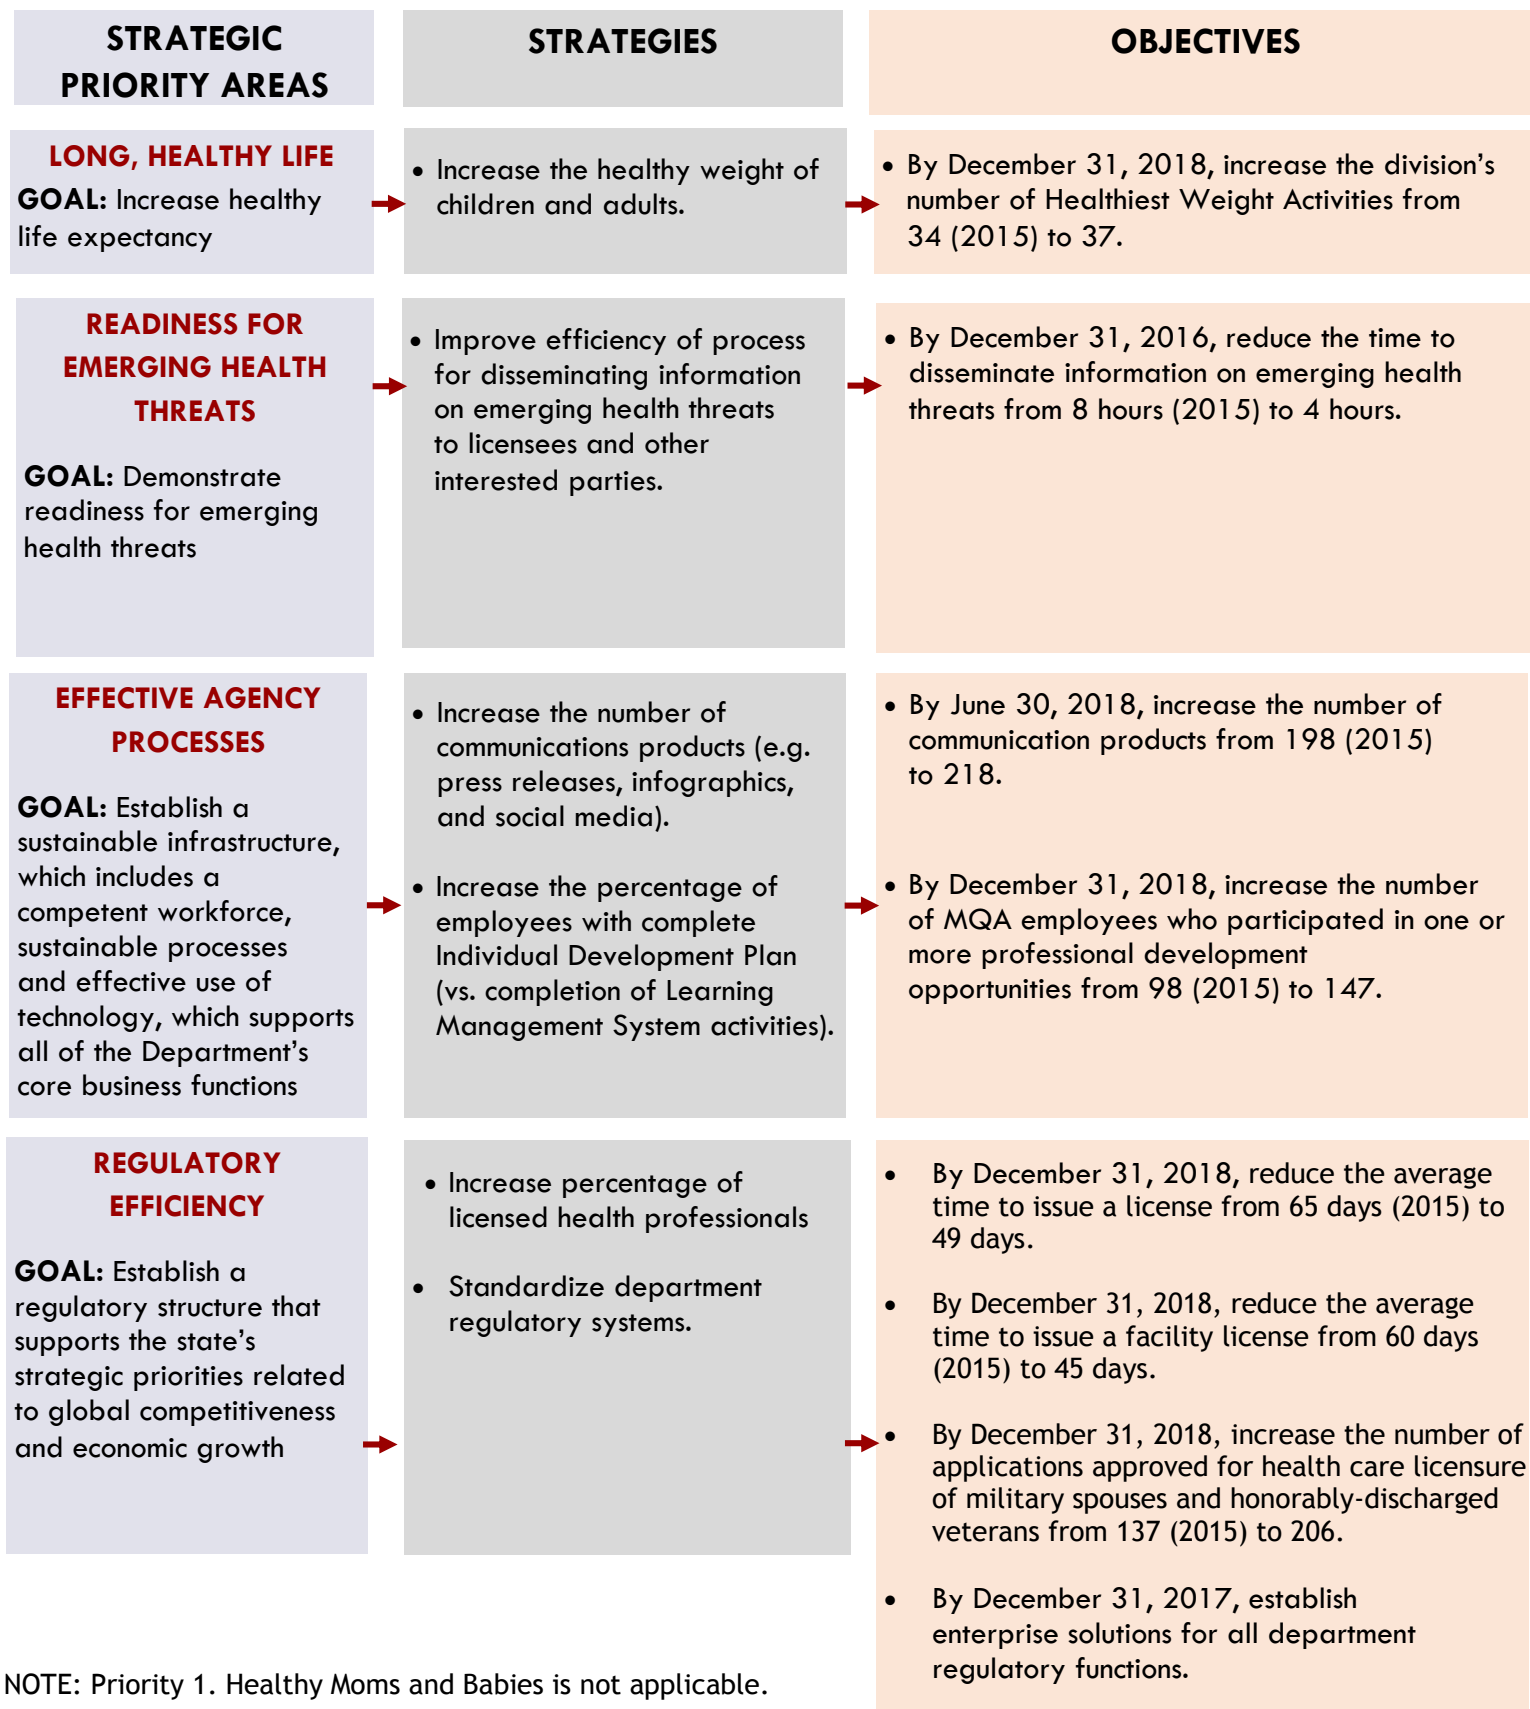 STRATEGIC
PRIORITY AREAS
STRATEGIES
OBJECTIVES
LONG, HEALTHY LIFE
GOAL: Increase healthy
life expectancy
• Increase the healthy weight of
children and adults.
• By December 31, 2018, increase the division’s
number of Healthiest Weight Activities from
34 (2015) to 37.
READINESS FOR
EMERGING HEALTH
THREATS
GOAL: Demonstrate
readiness for emerging
health threats
• Improve efficiency of process
for disseminating information
on emerging health threats
to licensees and other
interested parties.
• By December 31, 2016, reduce the time to
disseminate information on emerging health
threats from 8 hours (2015) to 4 hours.
EFFECTIVE AGENCY
PROCESSES
GOAL: Establish a
sustainable infrastructure,
which includes a
competent workforce,
sustainable processes
and effective use of
technology, which supports
all of the Department’s
core business functions
• Increase the number of
communications products (e.g.
press releases, infographics,
and social media).
• Increase the percentage of
employees with complete
Individual Development Plan
(vs. completion of Learning
Management System activities).
• By June 30, 2018, increase the number of
communication products from 198 (2015)
to 218.
• By December 31, 2018, increase the number
of MQA employees who participated in one or
more professional development
opportunities from 98 (2015) to 147.
REGULATORY
EFFICIENCY
GOAL: Establish a
regulatory structure that
supports the state’s
strategic priorities related
to global competitiveness
and economic growth
• Increase percentage of
licensed health professionals
• Standardize department
regulatory systems.
• By December 31, 2018, reduce the average
time to issue a license from 65 days (2015) to
49 days.
• By December 31, 2018, reduce the average
time to issue a facility license from 60 days
(2015) to 45 days.
• By December 31, 2018, increase the number of
applications approved for health care licensure
of military spouses and honorably-discharged
veterans from 137 (2015) to 206.
• By December 31, 2017, establish
enterprise solutions for all department
regulatory functions.
NOTE: Priority 1. Healthy Moms and Babies is not applicable.